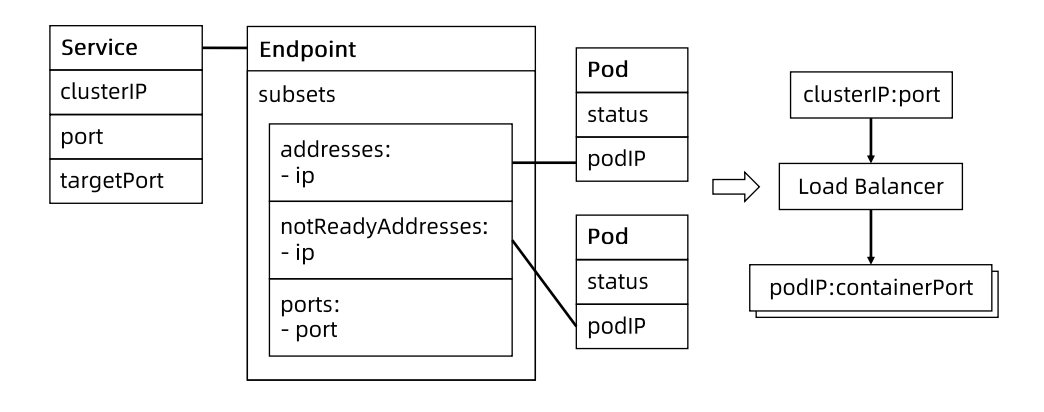 Service
clusterIP
port
targetPort
Endpoint
subsets
addresses:
- ip
notReadyAddresses:
- ip
ports:
- port
Pod
status
podIP
Pod
status
podIP
clusterIP:port
Load Balancer
podIP:containerPort